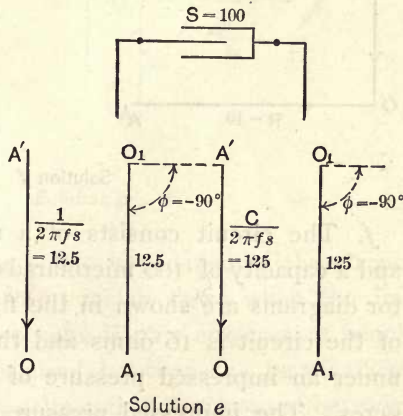 S=100
A′ O₁ A′ O₁
ϕ=−90° ϕ=−90°
1 C
2πfs 12.5 2πfs 125
=12.5 =125
O A₁ O A₁
Solution e